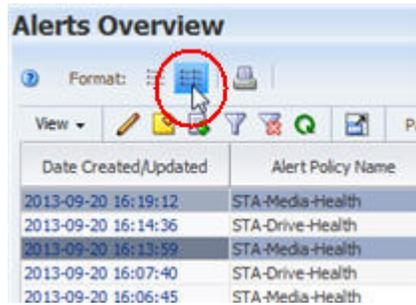 Alerts Overview
Format:
View
Date Created/Updated Alert Policy Name
2013-09-20 16:19:12 STA-Media-Health
2013-09-20 16:14:36 STA-Drive-Health
2013-09-20 16:13:59 STA-Media-Health
2013-09-20 16:07:40 STA-Drive-Health
2013-09-20 16:06:45 STA-Media-Health